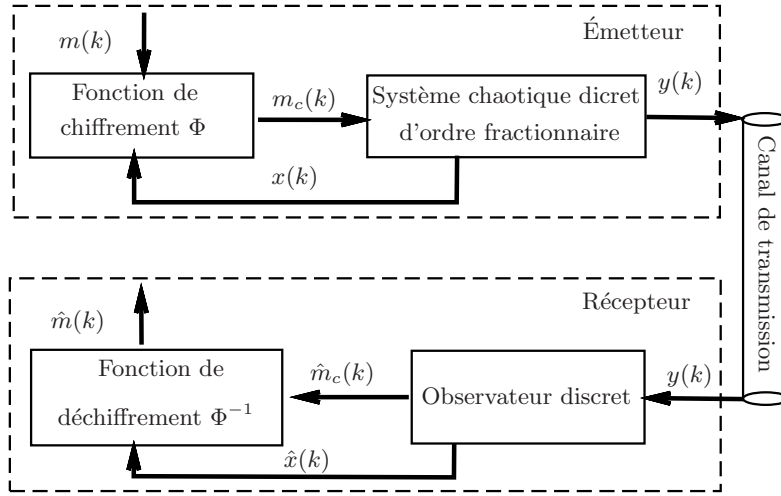 m(k)
Émetteur
Fonction de
chiffrement Φ
m_c(k)
Système chaotique dicret
d'ordre fractionnaire
y(k)
x(k)
Canal de transmission
Récepteur
m̂(k)
Fonction de
déchiffrement Φ⁻¹
m̂_c(k)
Observateur discret
y(k)
x̂(k)